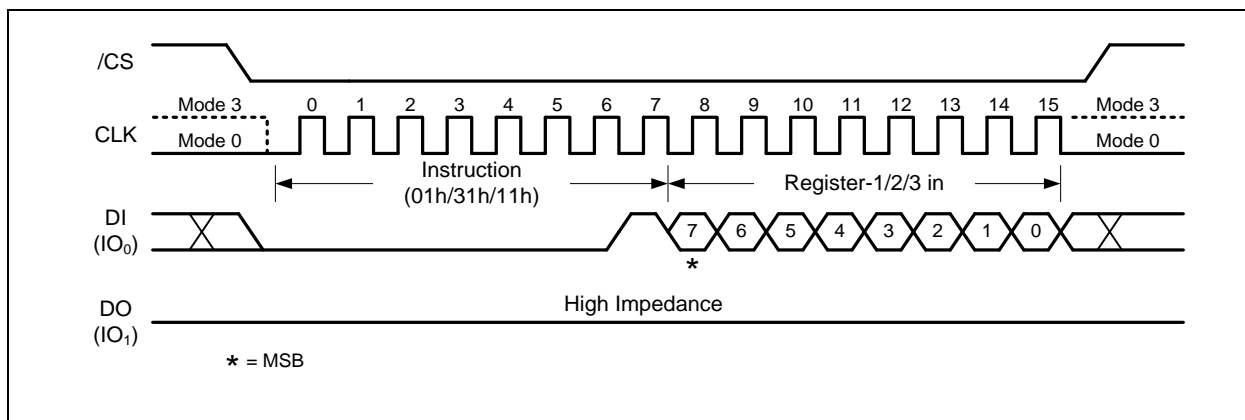 /CS
Mode 3 0 1 2 3 4 5 6 7 8 9 10 11 12 13 14 15 Mode 3
CLK Mode 0 Mode 0
Instruction
(01h/31h/11h) Register-1/2/3 in
DI
(IO₀) 7 6 5 4 3 2 1 0
*
High Impedance
DO
(IO₁)
* = MSB